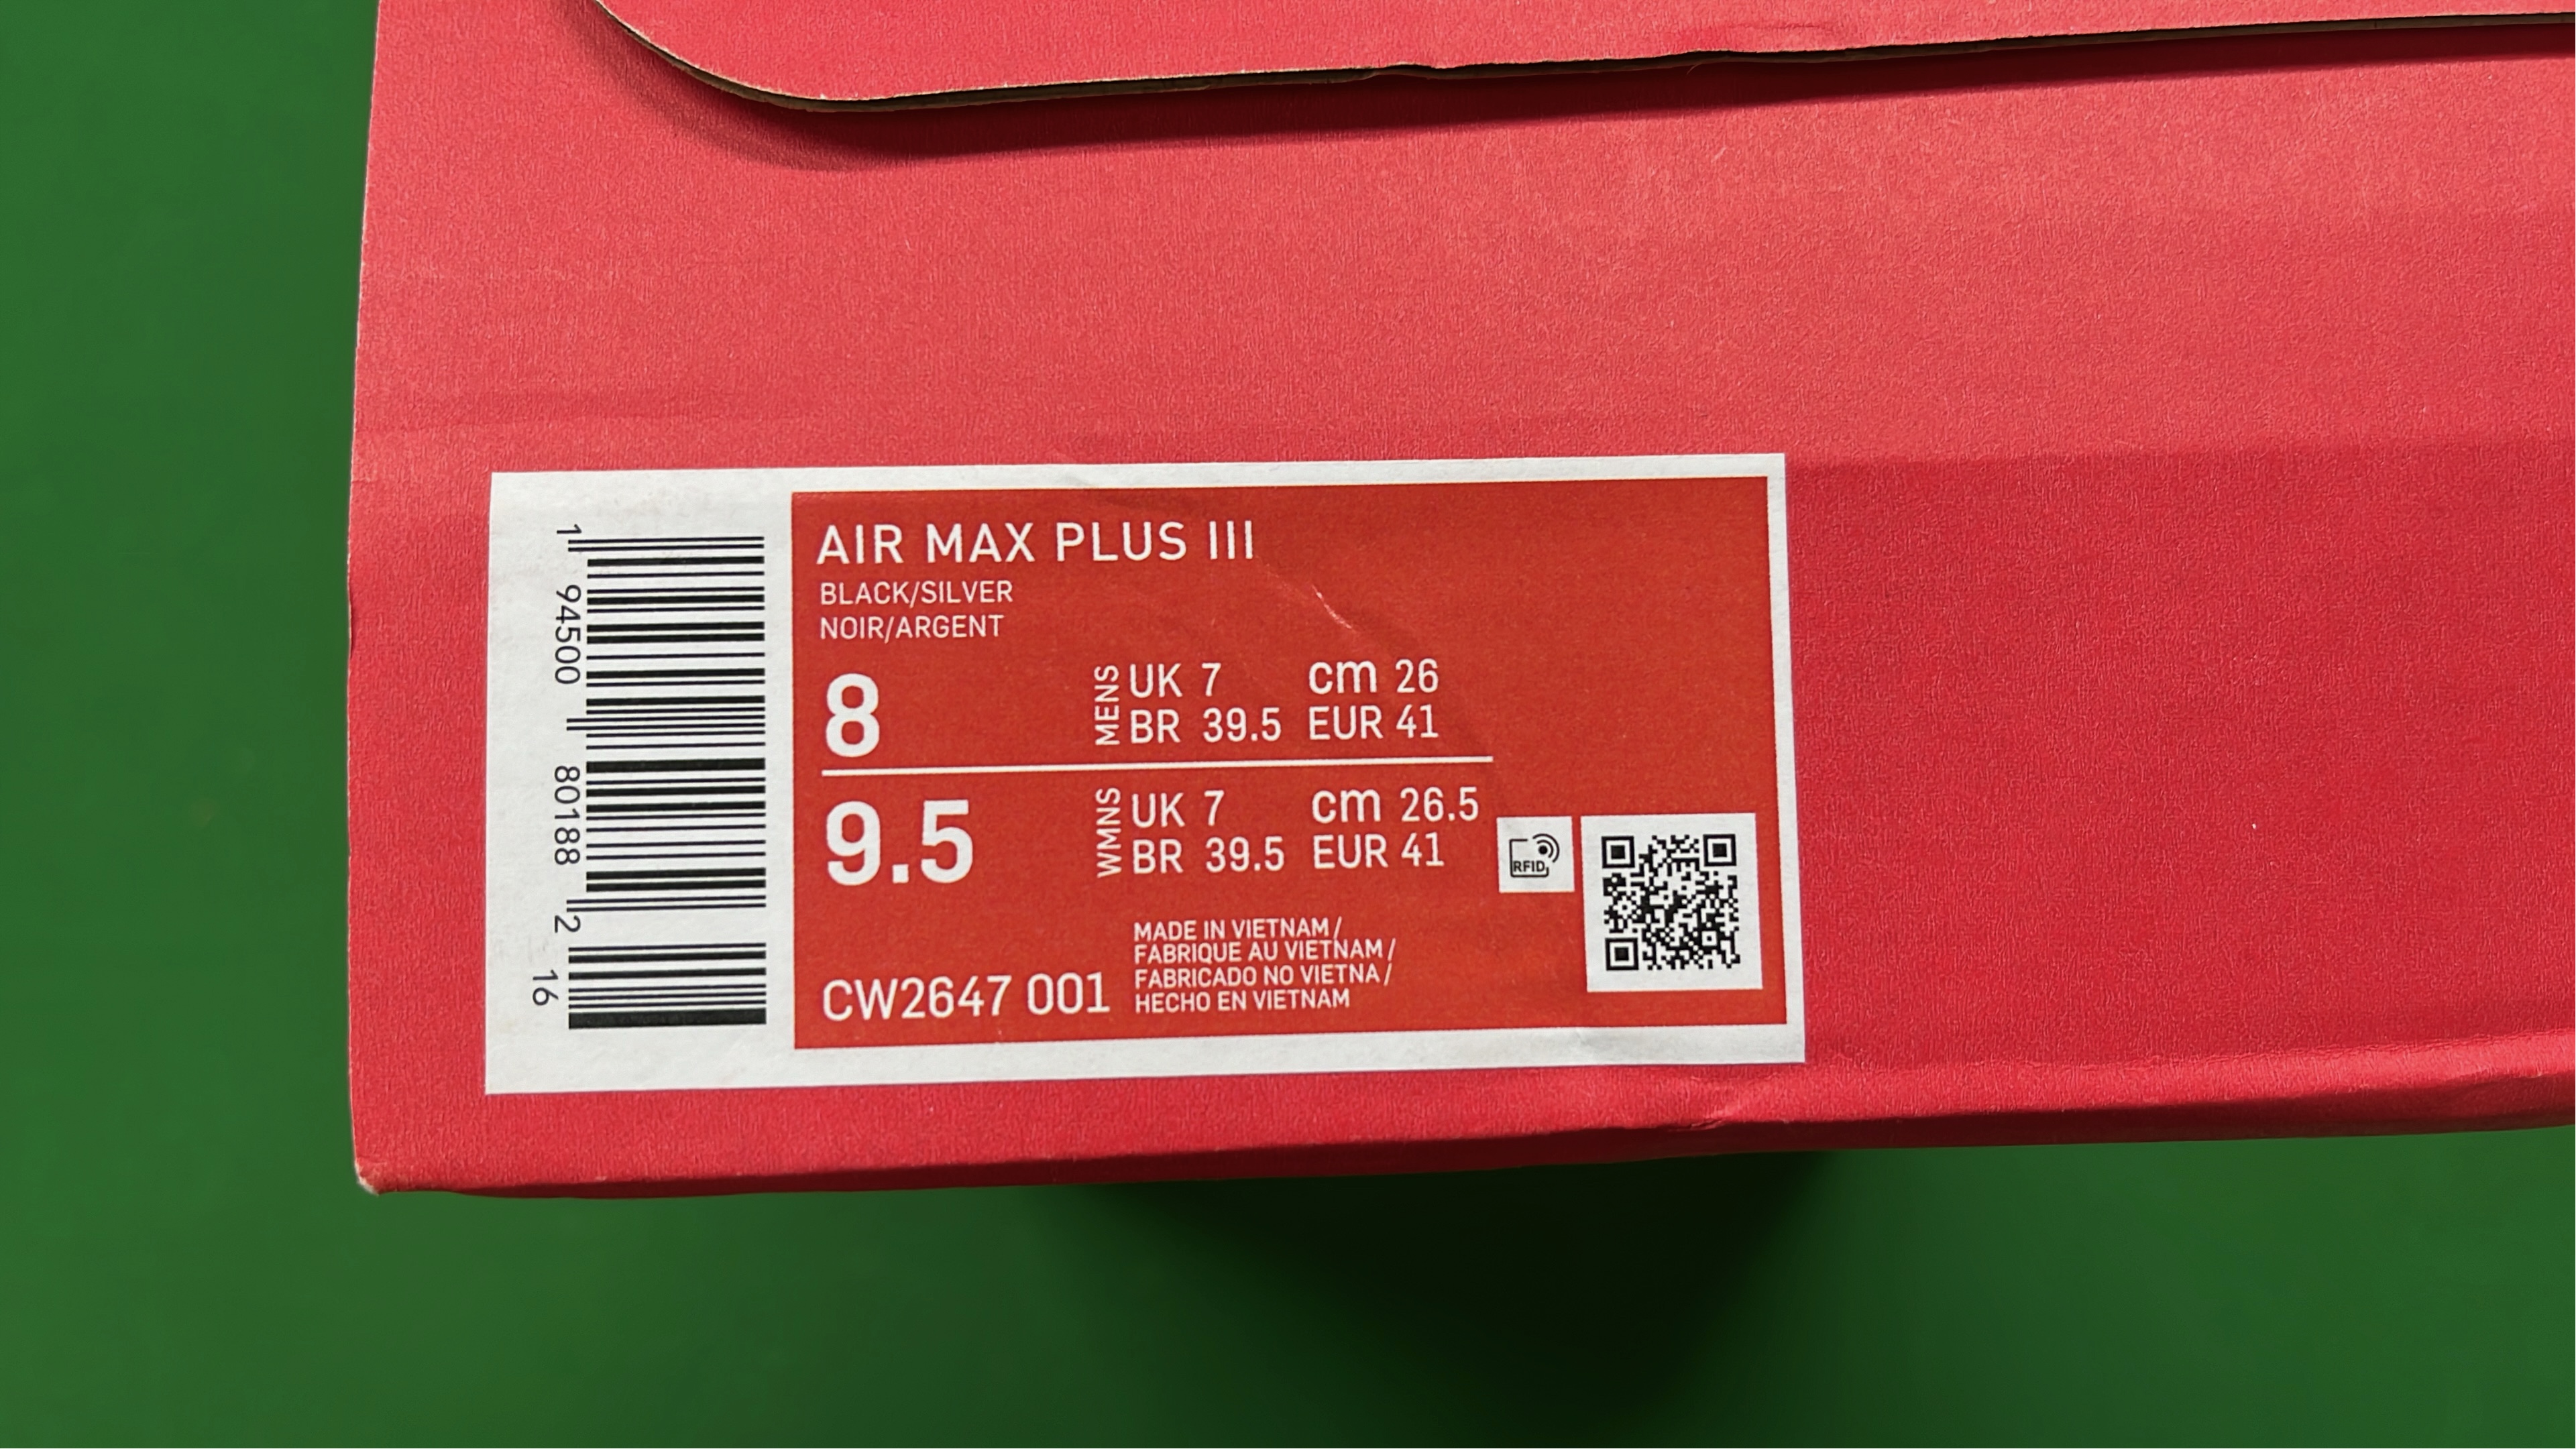 AIR MAX PLUS III
BLACK/SILVER
NOIR/ARGENT
8
MENS
UK 7 cm 26
BR 39.5 EUR 41
9.5
WMNS
UK 7 cm 26.5
BR 39.5 EUR 41
RFID
CW2647 001
MADE IN VIETNAM /
FABRIQUE AU VIETNAM /
FABRICADO NO VIETNA /
HECHO EN VIETNAM
1 94500 80188 2 16